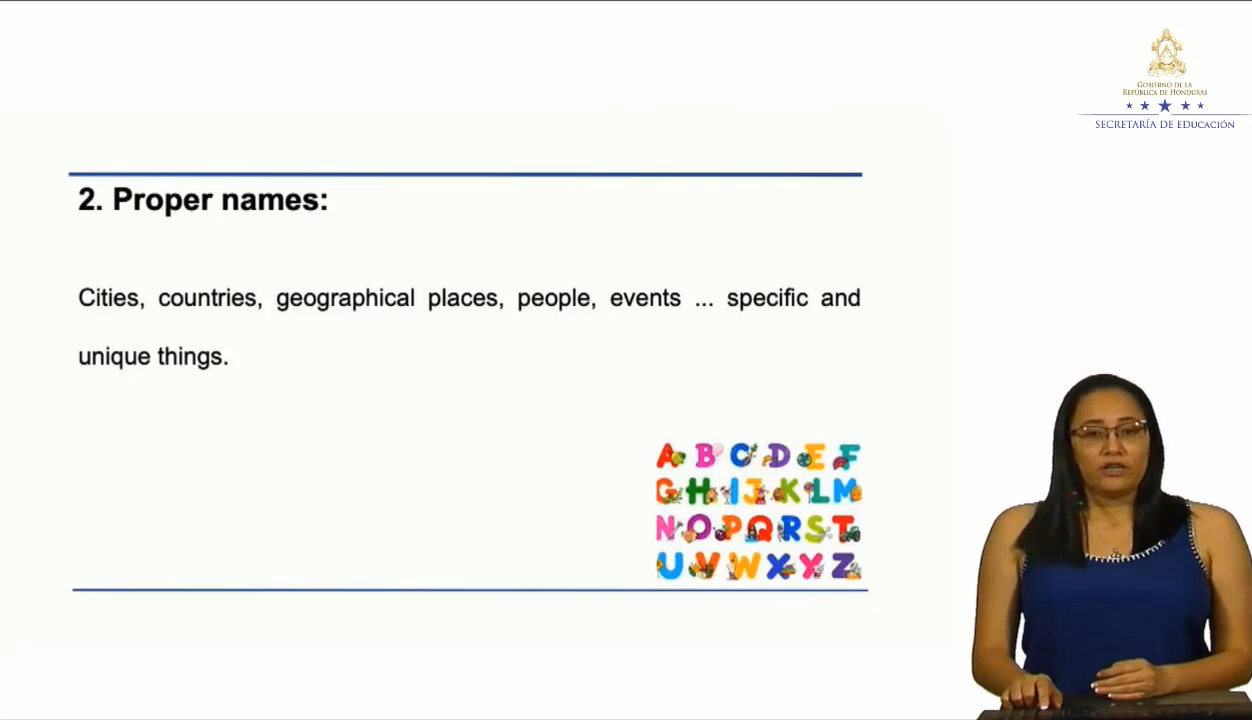 GOBIERNO DE LA
REPÚBLICA DE HONDURAS
SECRETARÍA DE EDUCACIÓN
2. Proper names:
Cities, countries, geographical places, people, events ... specific and
unique things.
A B C D E F
G H I J K L M
N O P Q R S T
U V W X Y Z